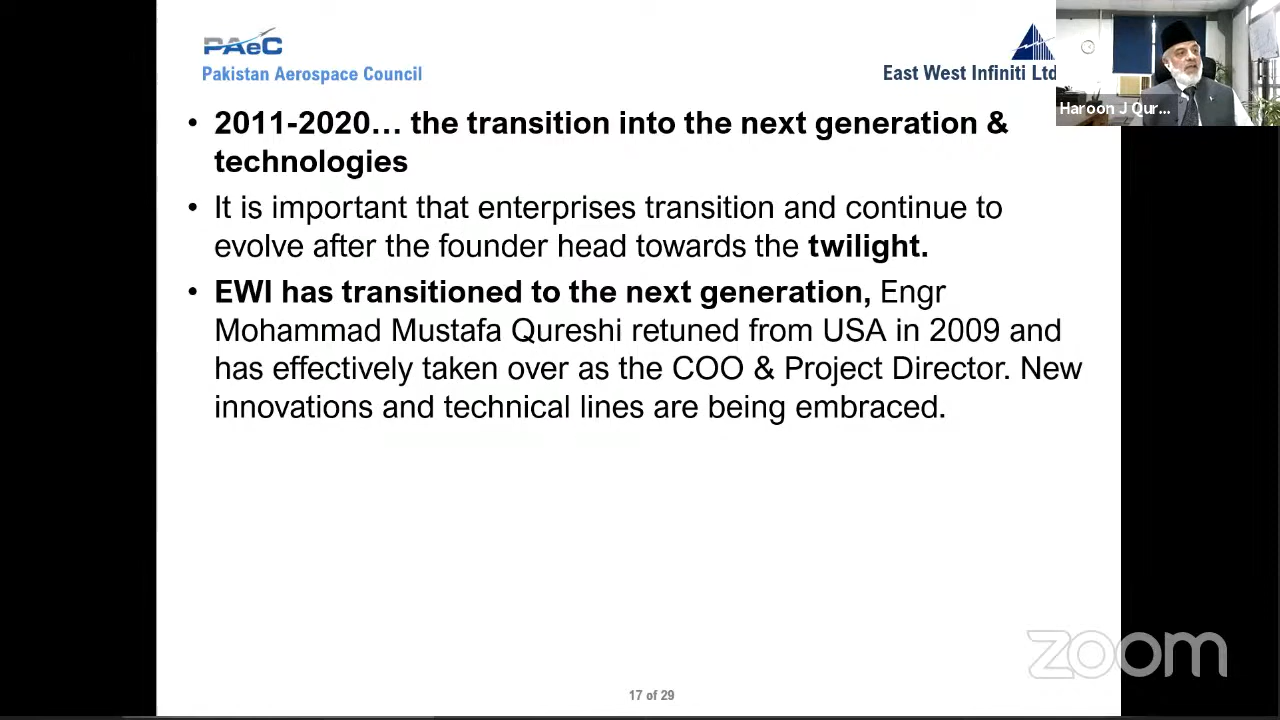 PAeC
Pakistan Aerospace Council
East West Infiniti Ltd
Haroon J Qur...
• 2011-2020… the transition into the next generation &
technologies
• It is important that enterprises transition and continue to
evolve after the founder head towards the twilight.
• EWI has transitioned to the next generation, Engr
Mohammad Mustafa Qureshi retuned from USA in 2009 and
has effectively taken over as the COO & Project Director. New
innovations and technical lines are being embraced.
zoom
17 of 29